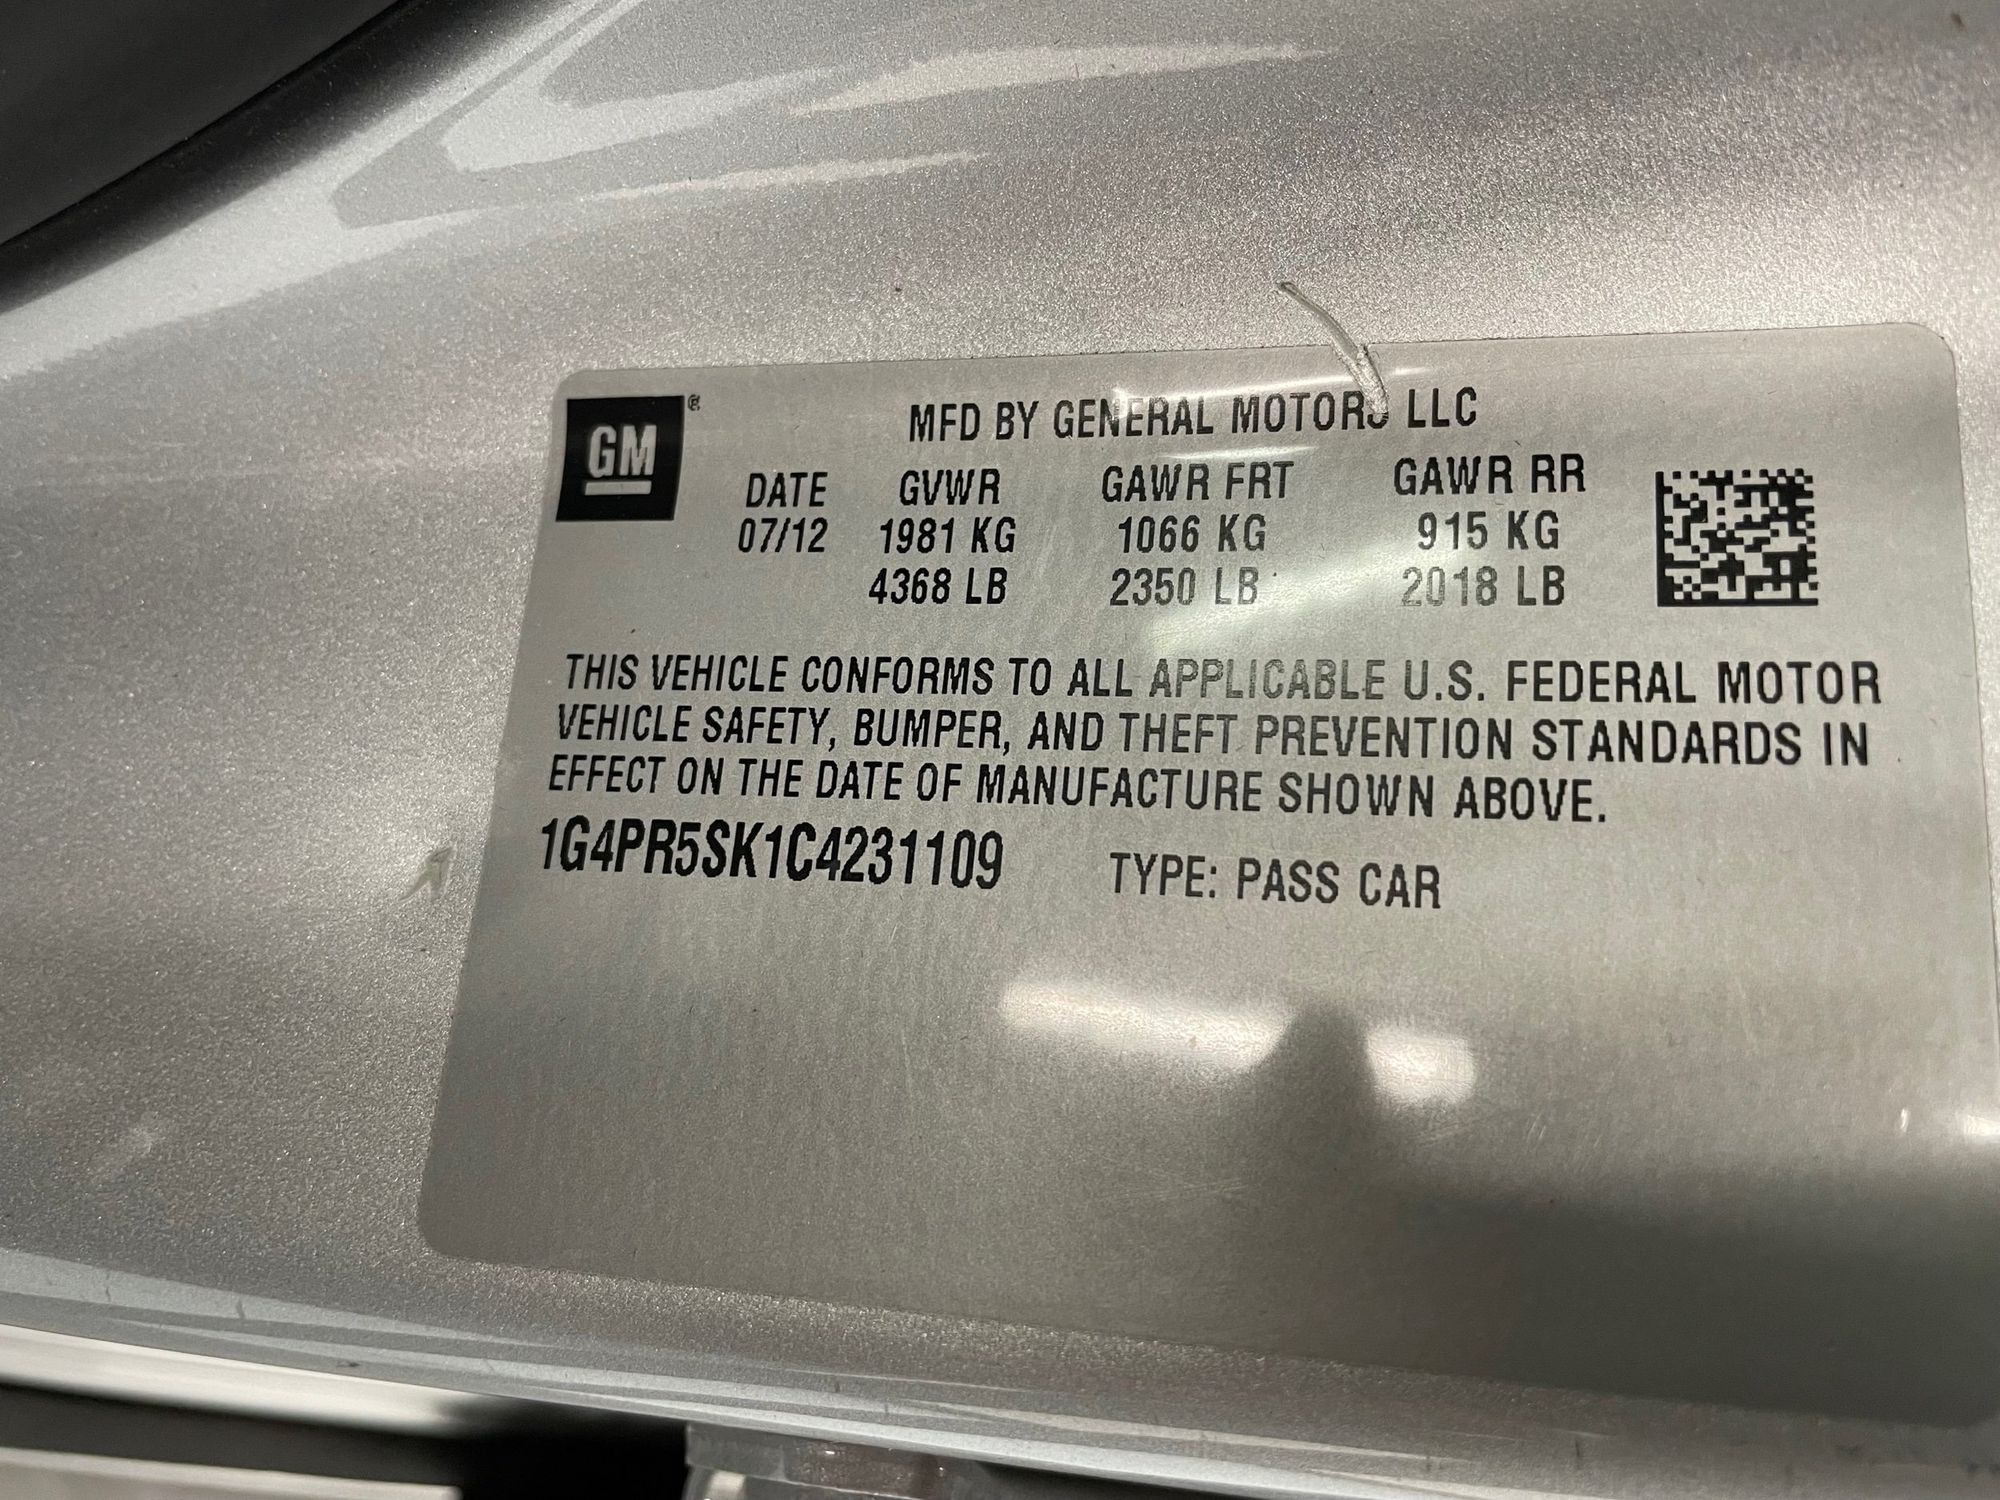 GM ®
MFD BY GENERAL MOTORS LLC
DATE GVWR GAWR FRT GAWR RR
07/12 1981 KG 1066 KG 915 KG
4368 LB 2350 LB 2018 LB
THIS VEHICLE CONFORMS TO ALL APPLICABLE U.S. FEDERAL MOTOR
VEHICLE SAFETY, BUMPER, AND THEFT PREVENTION STANDARDS IN
EFFECT ON THE DATE OF MANUFACTURE SHOWN ABOVE.
1G4PR5SK1C4231109 TYPE: PASS CAR